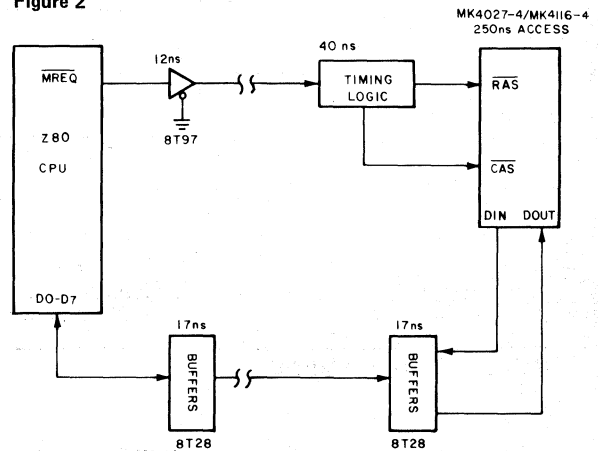 Figure 2
MK4027-4/MK4116-4
250ns ACCESS
MREQ
Z80
CPU
DO-D7
12ns
8T97
40 ns
TIMING
LOGIC
RAS
CAS
DIN DOUT
17ns
BUFFERS
8T28
17ns
BUFFERS
8T28